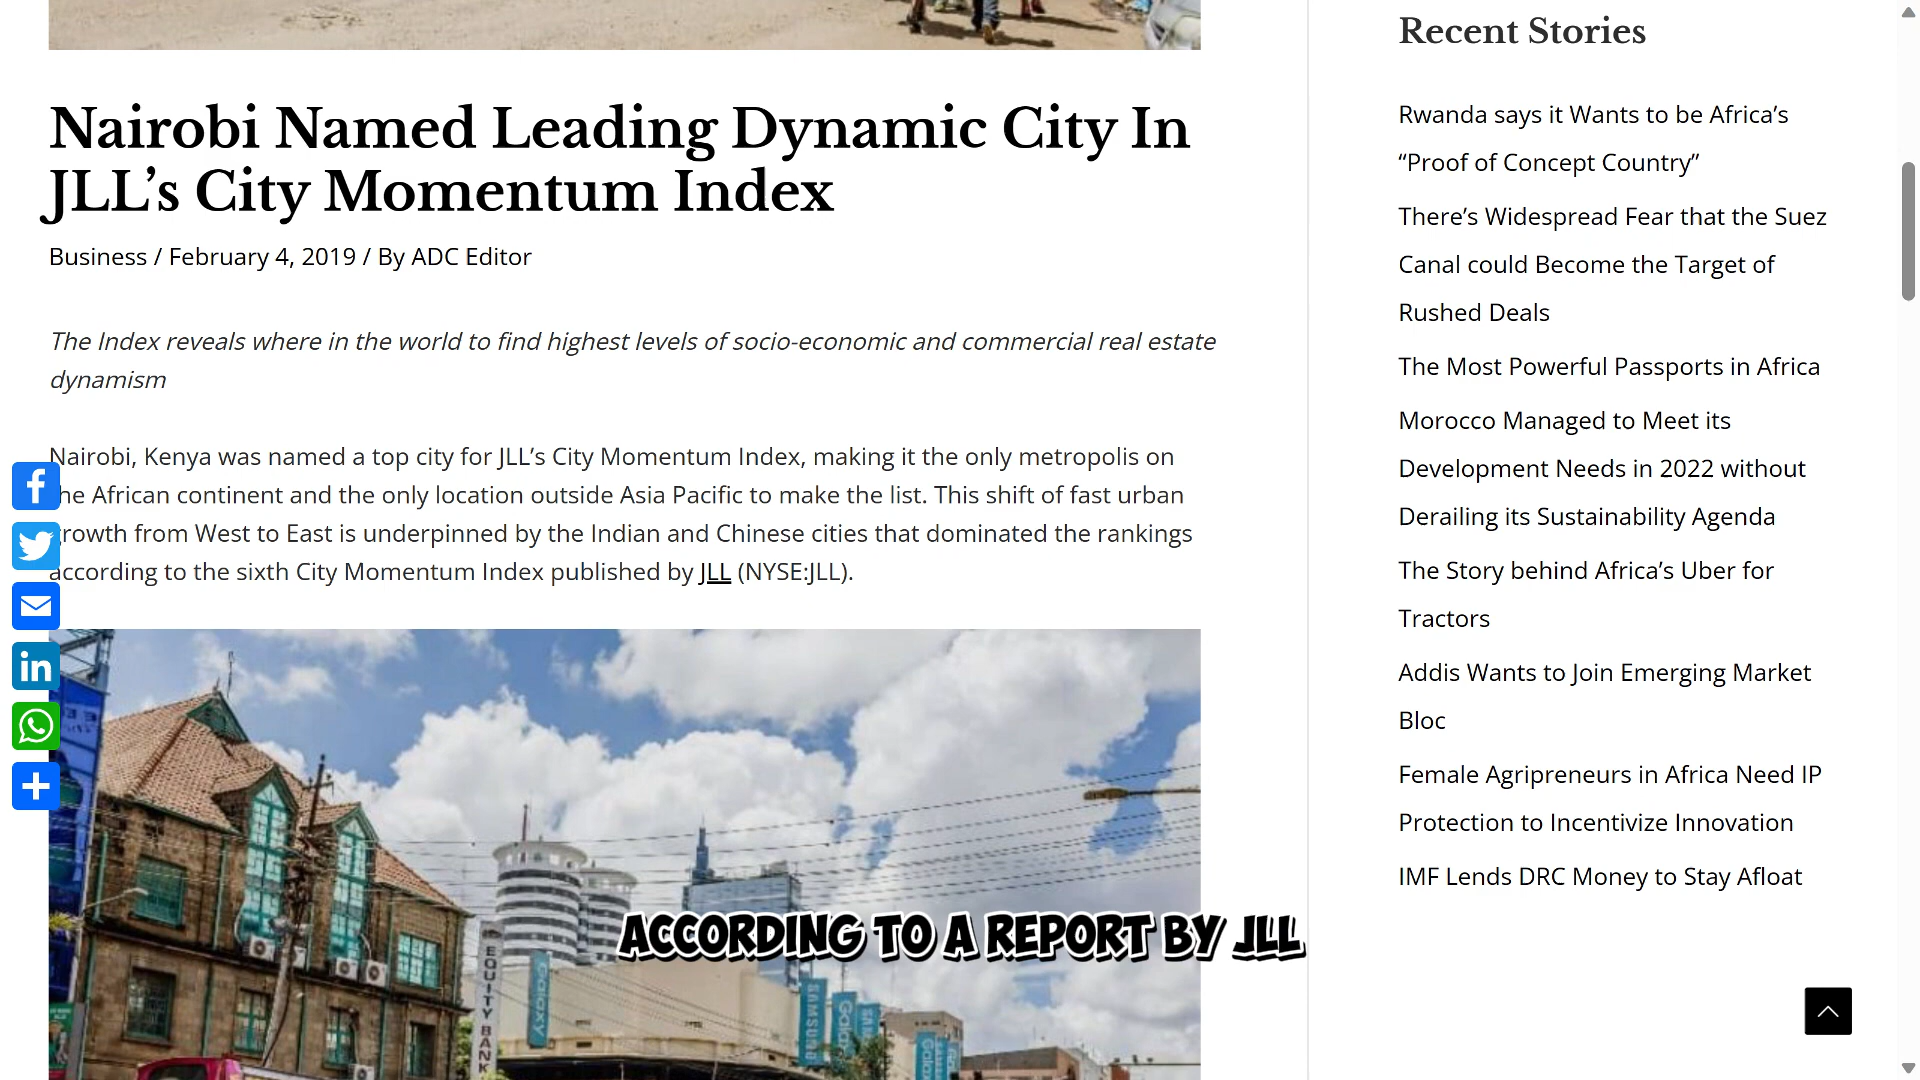 Nairobi Named Leading Dynamic City In
JLL’s City Momentum Index
Business / February 4, 2019 / By ADC Editor
The Index reveals where in the world to find highest levels of socio-economic and commercial real estate
dynamism
Nairobi, Kenya was named a top city for JLL’s City Momentum Index, making it the only metropolis on
the African continent and the only location outside Asia Pacific to make the list. This shift of fast urban
growth from West to East is underpinned by the Indian and Chinese cities that dominated the rankings
according to the sixth City Momentum Index published by JLL (NYSE:JLL).
EQUITY BANK
Galaxy
SAMSUNG
Galaxy
ACCORDING TO A REPORT BY JLL
Recent Stories
Rwanda says it Wants to be Africa’s
“Proof of Concept Country”
There’s Widespread Fear that the Suez
Canal could Become the Target of
Rushed Deals
The Most Powerful Passports in Africa
Morocco Managed to Meet its
Development Needs in 2022 without
Derailing its Sustainability Agenda
The Story behind Africa’s Uber for
Tractors
Addis Wants to Join Emerging Market
Bloc
Female Agripreneurs in Africa Need IP
Protection to Incentivize Innovation
IMF Lends DRC Money to Stay Afloat